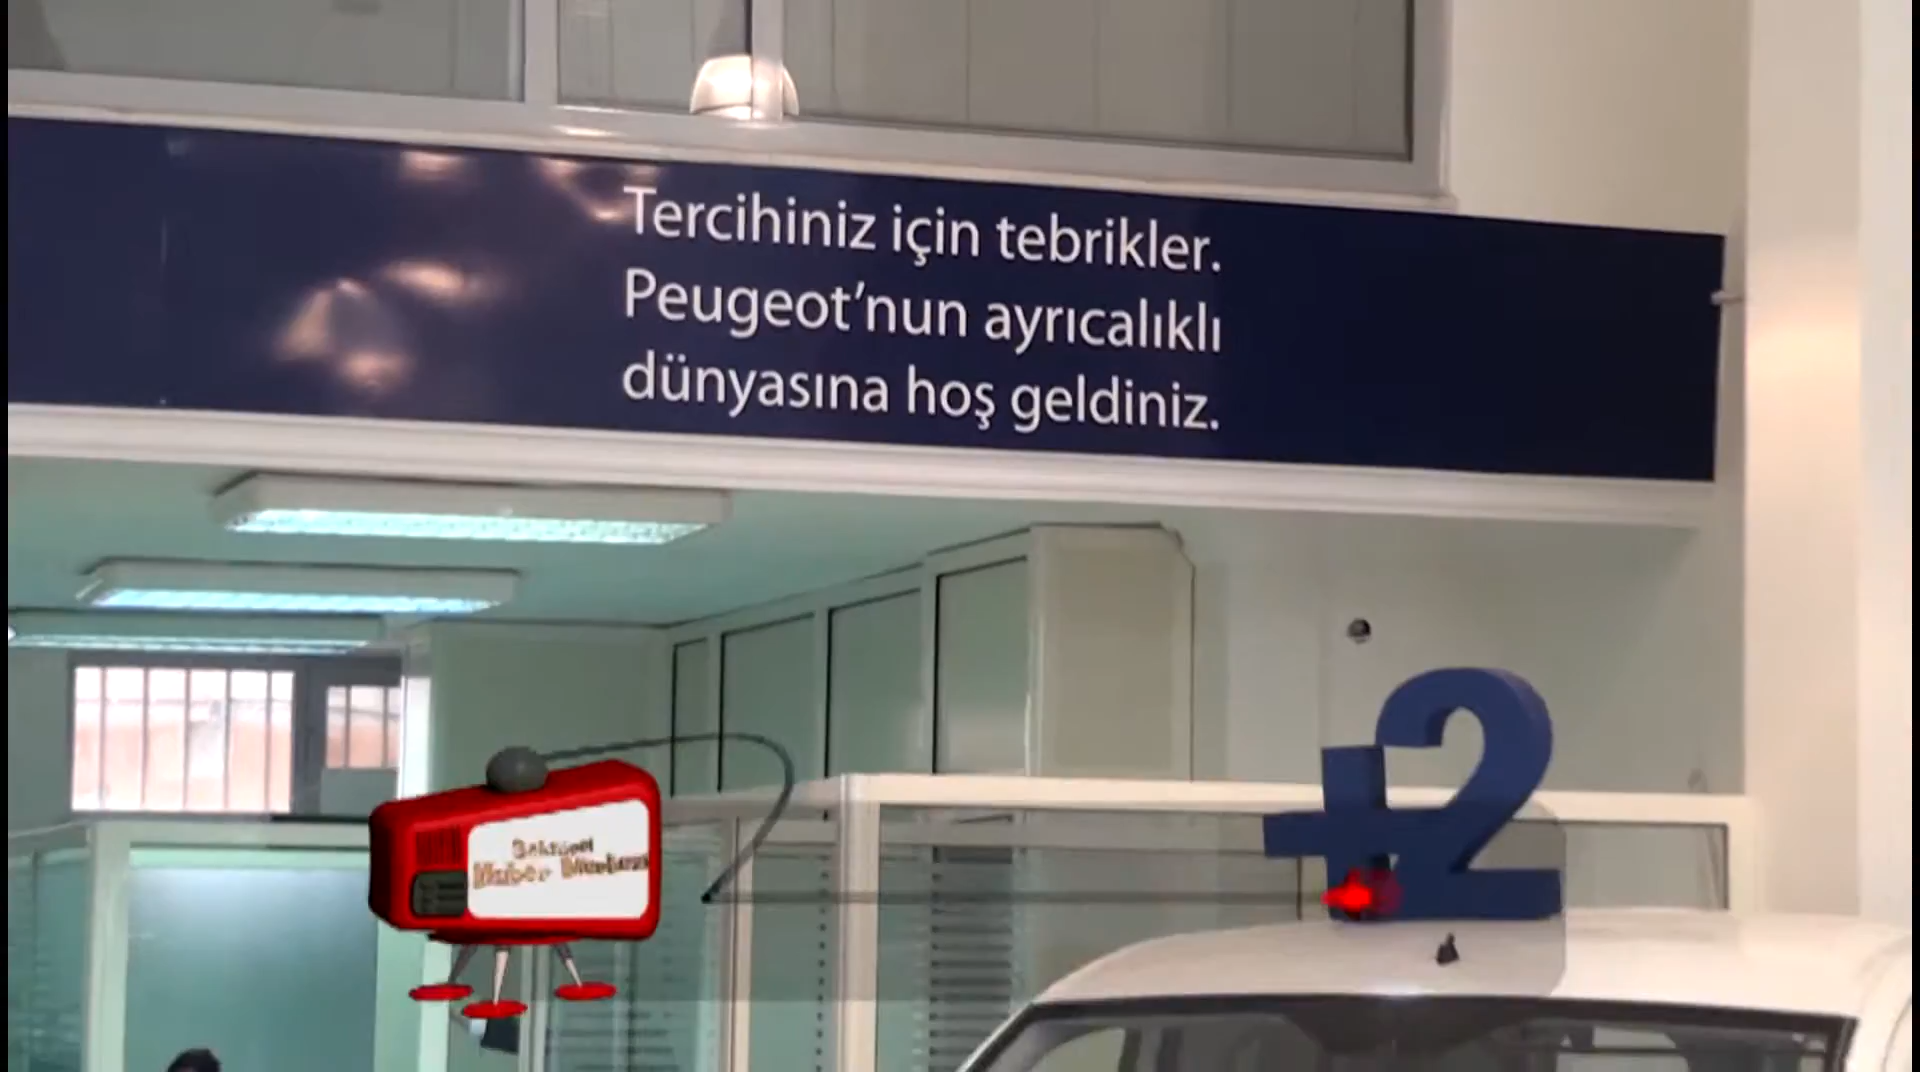 Tercihiniz için tebrikler.
Peugeot'nun ayrıcalıklı
dünyasına hoş geldiniz.
+2